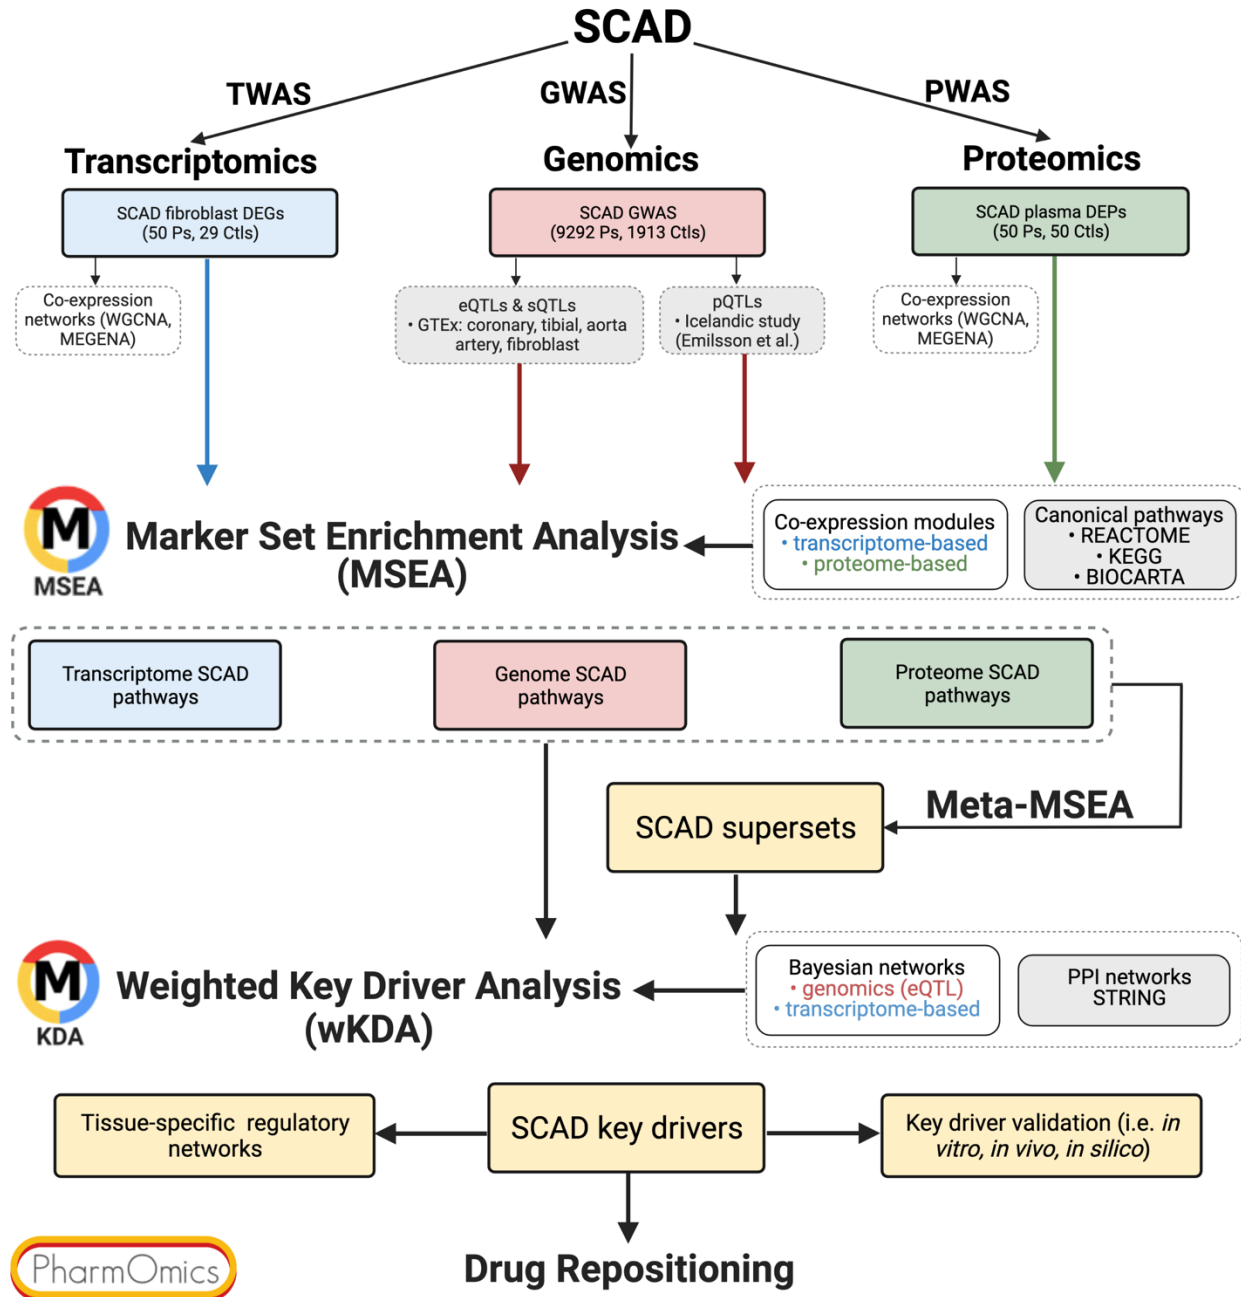 SCAD
TWAS
GWAS
PWAS
Transcriptomics
Genomics
Proteomics
SCAD fibroblast DEGs
(50 Ps, 29 Ctls)
SCAD GWAS
(9292 Ps, 1913 Ctls)
SCAD plasma DEPs
(50 Ps, 50 Ctls)
Co-expression
networks (WGCNA,
MEGENA)
eQTLs & sQTLs
• GTEx: coronary, tibial, aorta
artery, fibroblast
pQTLs
• Icelandic study
(Emilsson et al.)
Co-expression
networks (WGCNA,
MEGENA)
M
MSEA
Marker Set Enrichment Analysis
(MSEA)
Co-expression modules
• transcriptome-based
• proteome-based
Canonical pathways
• REACTOME
• KEGG
• BIOCARTA
Transcriptome SCAD
pathways
Genome SCAD
pathways
Proteome SCAD
pathways
Meta-MSEA
SCAD supersets
M
KDA
Weighted Key Driver Analysis
(wKDA)
Bayesian networks
• genomics (eQTL)
• transcriptome-based
PPI networks
STRING
Tissue-specific regulatory
networks
SCAD key drivers
Key driver validation (i.e. in
vitro, in vivo, in silico)
PharmOmics
Drug Repositioning